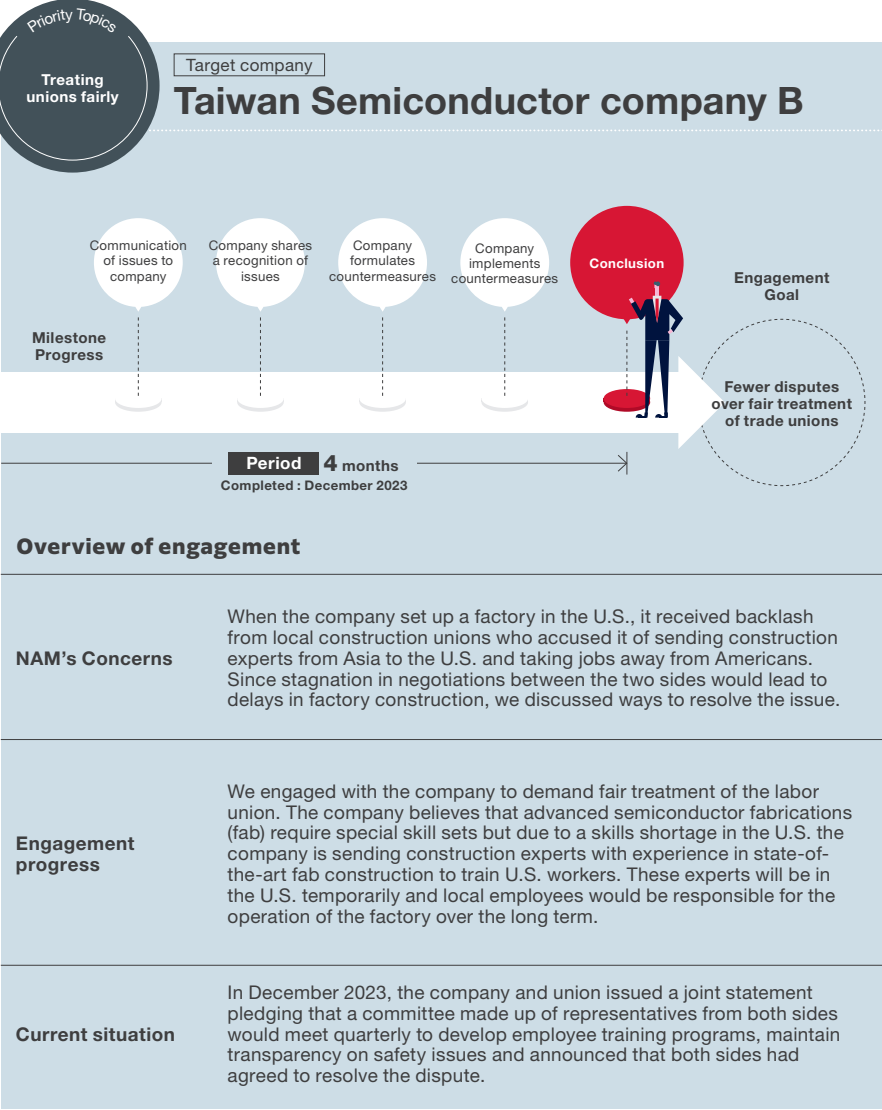 Priority Topics
Treating
unions fairly
Target company
Taiwan Semiconductor company B
Communication
of issues to
company
Company shares
a recognition of
issues
Company
formulates
countermeasures
Company
implements
countermeasures
Conclusion
Engagement
Goal
Milestone
Progress
Fewer disputes
over fair treatment
of trade unions
Period 4 months
Completed : December 2023
Overview of engagement
NAM's Concerns
When the company set up a factory in the U.S., it received backlash
from local construction unions who accused it of sending construction
experts from Asia to the U.S. and taking jobs away from Americans.
Since stagnation in negotiations between the two sides would lead to
delays in factory construction, we discussed ways to resolve the issue.
Engagement
progress
We engaged with the company to demand fair treatment of the labor
union. The company believes that advanced semiconductor fabrications
(fab) require special skill sets but due to a skills shortage in the U.S. the
company is sending construction experts with experience in state-of-
the-art fab construction to train U.S. workers. These experts will be in
the U.S. temporarily and local employees would be responsible for the
operation of the factory over the long term.
Current situation
In December 2023, the company and union issued a joint statement
pledging that a committee made up of representatives from both sides
would meet quarterly to develop employee training programs, maintain
transparency on safety issues and announced that both sides had
agreed to resolve the dispute.